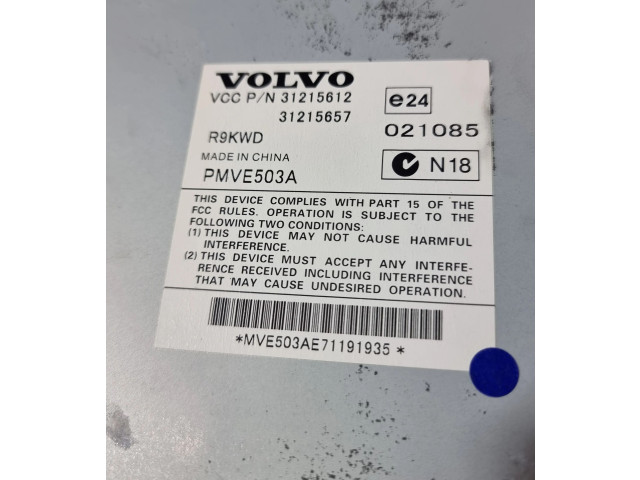 VOLVO
VCC P/N 31215612
31215657
e24
021085
R9KWD
MADE IN CHINA
PMVE503A
N18
THIS DEVICE COMPLIES WITH PART 15 OF THE
FCC RULES. OPERATION IS SUBJECT TO THE
FOLLOWING TWO CONDITIONS:
(1) THIS DEVICE MAY NOT CAUSE HARMFUL
INTERFERENCE.
(2) THIS DEVICE MUST ACCEPT ANY INTERFE-
RENCE RECEIVED INCLUDING INTERFERENCE
THAT MAY CAUSE UNDESIRED OPERATION.
*MVE503AE71191935*